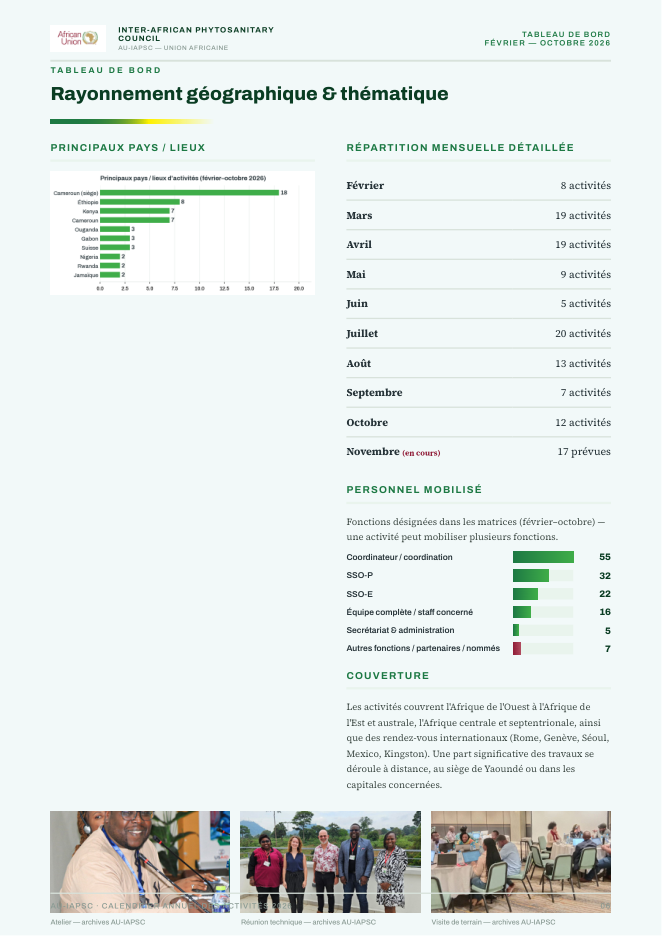 African
Union
INTER-AFRICAN PHYTOSANITARY
COUNCIL
AU-IAPSC — UNION AFRICAINE
TABLEAU DE BORD
FÉVRIER — OCTOBRE 2026
TABLEAU DE BORD
Rayonnement géographique & thématique
PRINCIPAUX PAYS / LIEUX
Principaux pays / lieux d'activités (février–octobre 2026)
Cameroun (siège) 18
Éthiopie 8
Kenya 7
Cameroun 7
Ouganda 3
Gabon 3
Suisse 3
Nigeria 2
Rwanda 2
Jamaïque 2
0.0 2.5 5.0 7.5 10.0 12.5 15.0 17.5 20.0
RÉPARTITION MENSUELLE DÉTAILLÉE
Février 8 activités
Mars 19 activités
Avril 19 activités
Mai 9 activités
Juin 5 activités
Juillet 20 activités
Août 13 activités
Septembre 7 activités
Octobre 12 activités
Novembre (en cours) 17 prévues
PERSONNEL MOBILISÉ
Fonctions désignées dans les matrices (février–octobre) —
une activité peut mobiliser plusieurs fonctions.
Coordinateur / coordination 55
SSO-P 32
SSO-E 22
Équipe complète / staff concerné 16
Secrétariat & administration 5
Autres fonctions / partenaires / nommés 7
COUVERTURE
Les activités couvrent l'Afrique de l'Ouest à l'Afrique de
l'Est et australe, l'Afrique centrale et septentrionale, ainsi
que des rendez-vous internationaux (Rome, Genève, Séoul,
Mexico, Kingston). Une part significative des travaux se
déroule à distance, au siège de Yaoundé ou dans les
capitales concernées.
AU-IAPSC · CALENDRIER ANNUEL DES ACTIVITÉS 2026
Atelier — archives AU-IAPSC
Réunion technique — archives AU-IAPSC
Visite de terrain — archives AU-IAPSC